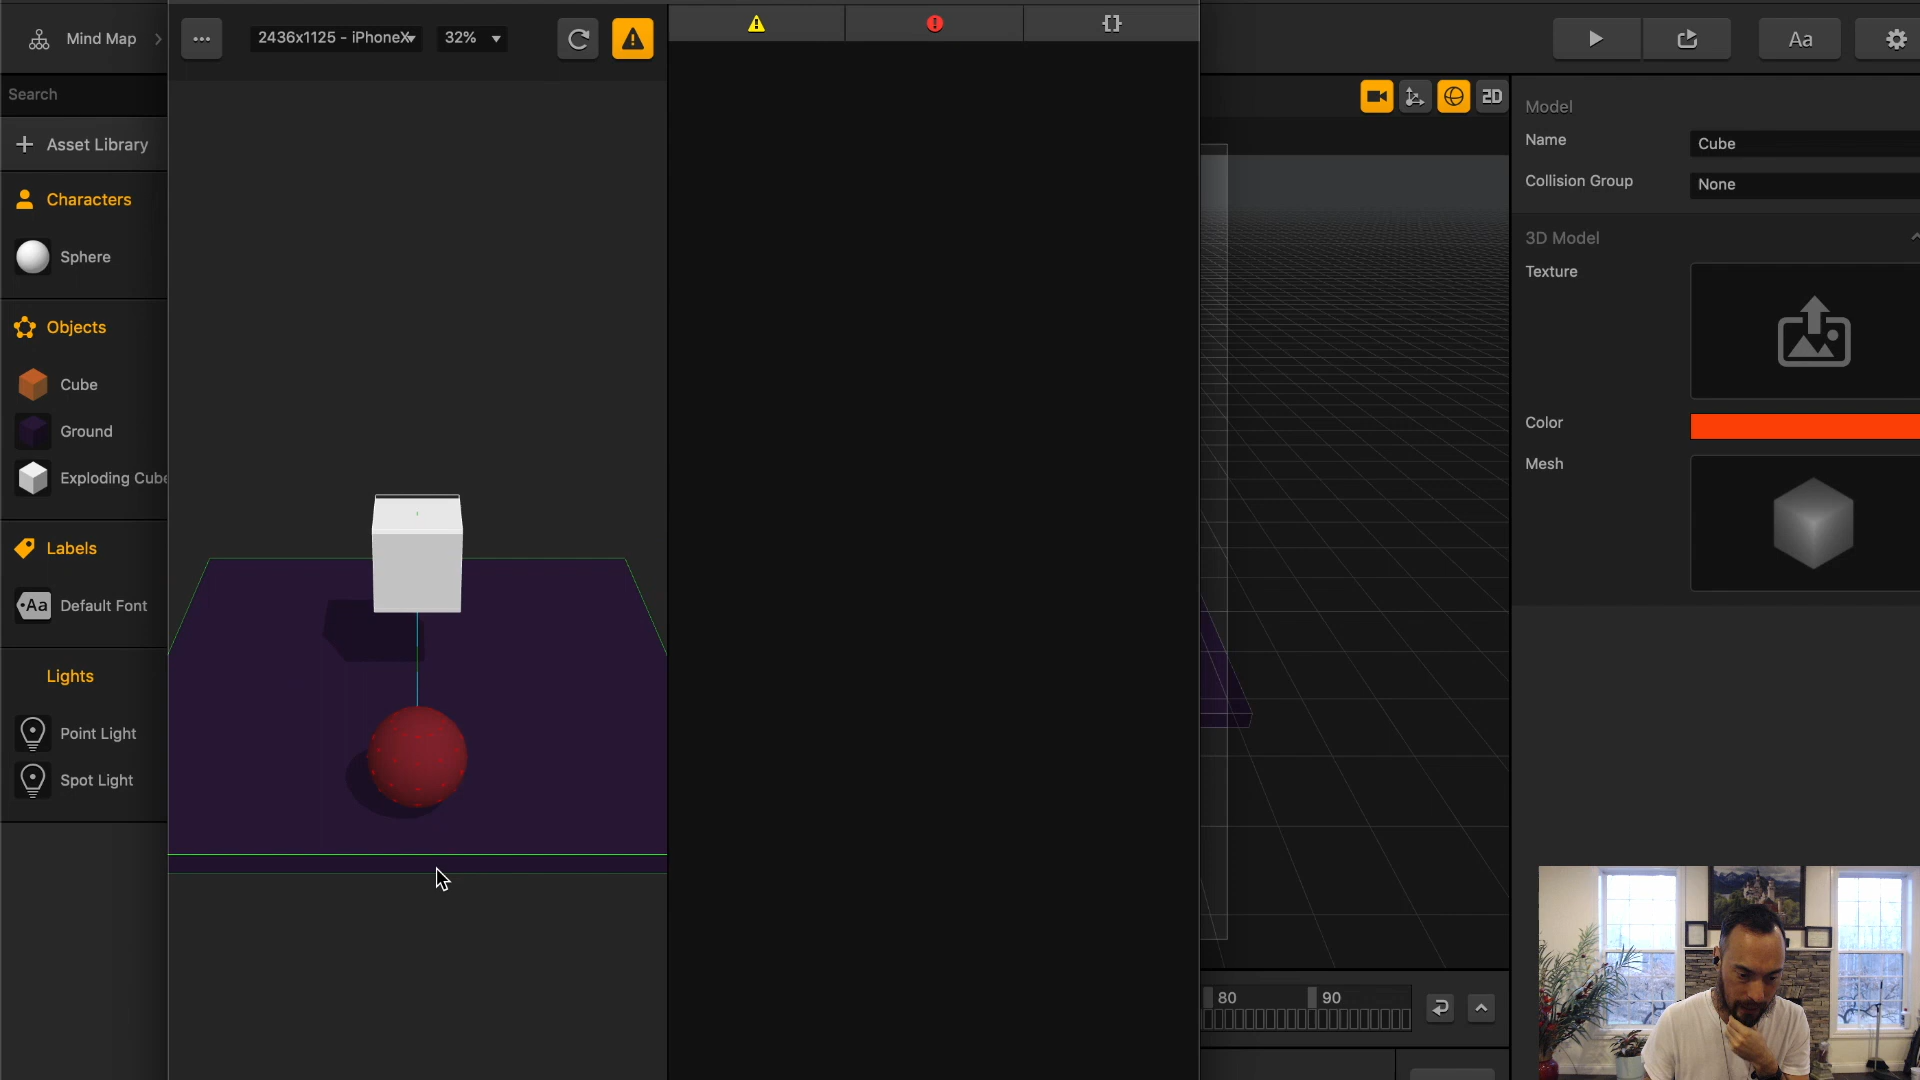 Mind Map
2436x1125 - iPhoneX
32%
{}
Aa
Search
2D
Asset Library
Characters
Sphere
Objects
Cube
Ground
Exploding Cube
Labels
Aa
Default Font
Lights
Point Light
Spot Light
Model
Name
Cube
Collision Group
None
3D Model
Texture
Color
Mesh
80
90